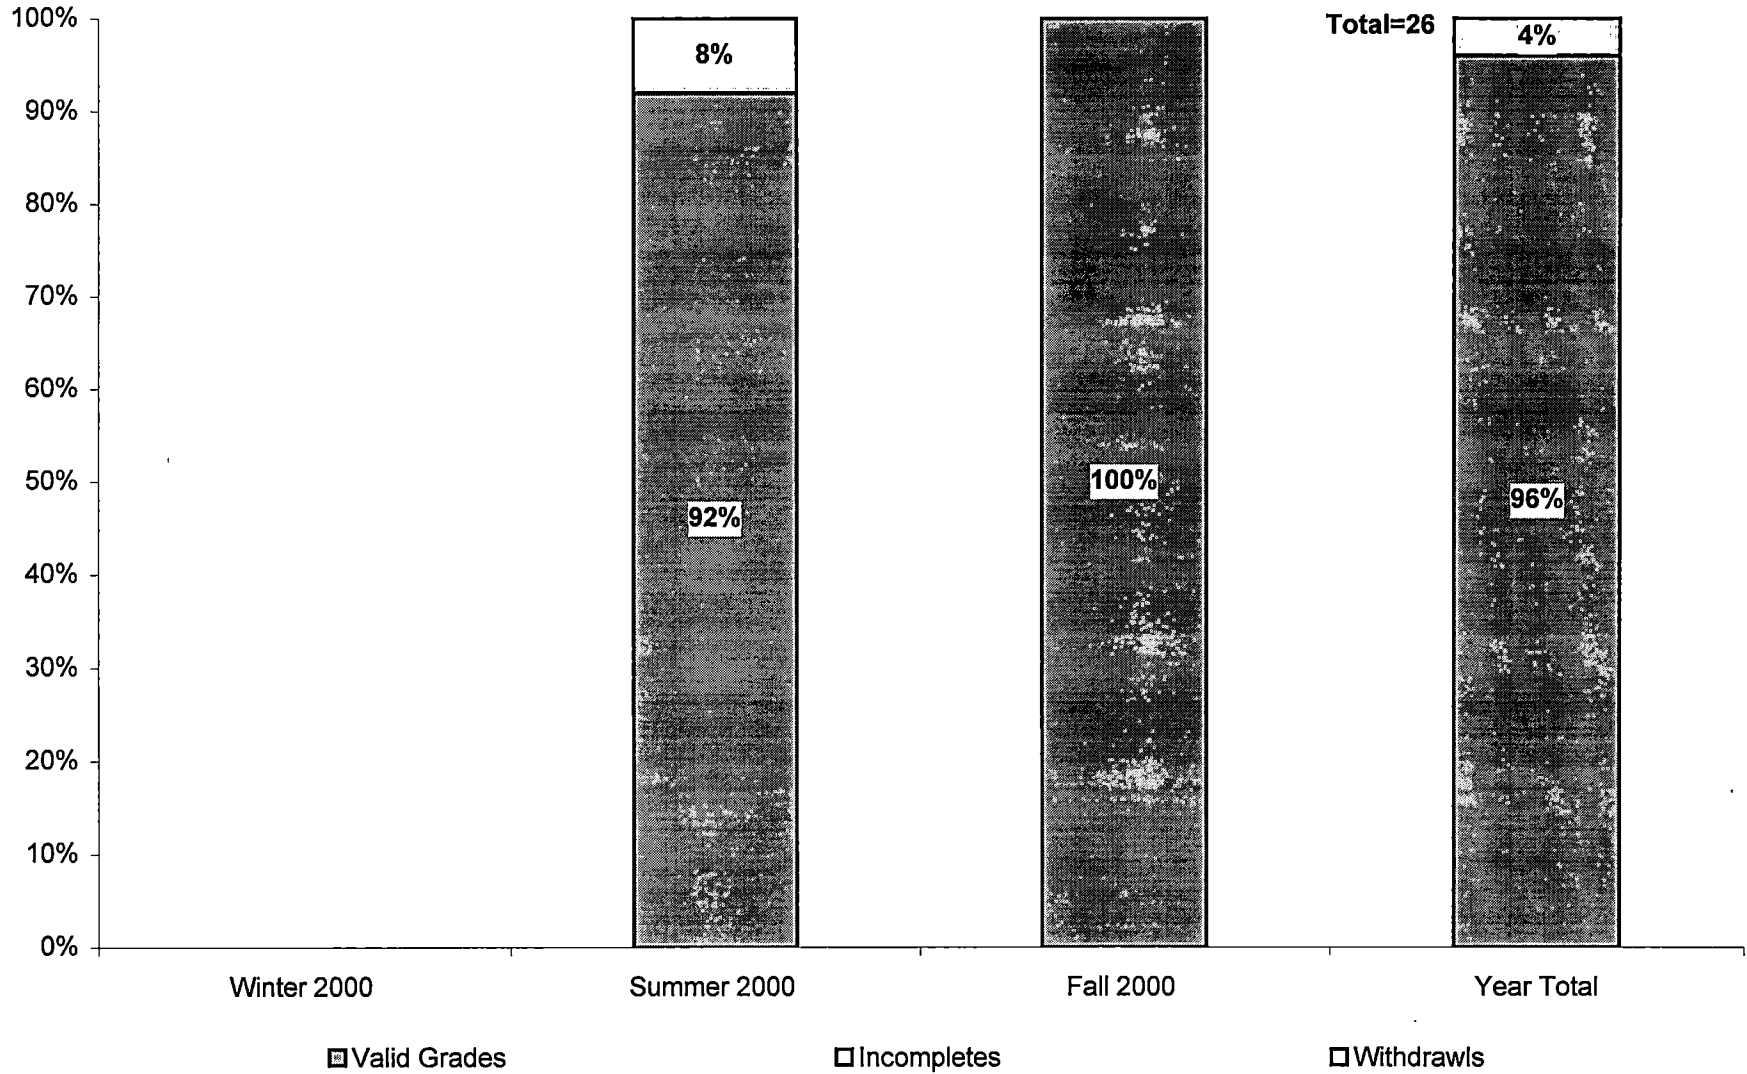 100%
90%
80%
70%
60%
50%
40%
30%
20%
10%
0%
8%
92%
100%
Total=26
4%
96%
Winter 2000
Summer 2000
Fall 2000
Year Total
Valid Grades
Incompletes
Withdrawls